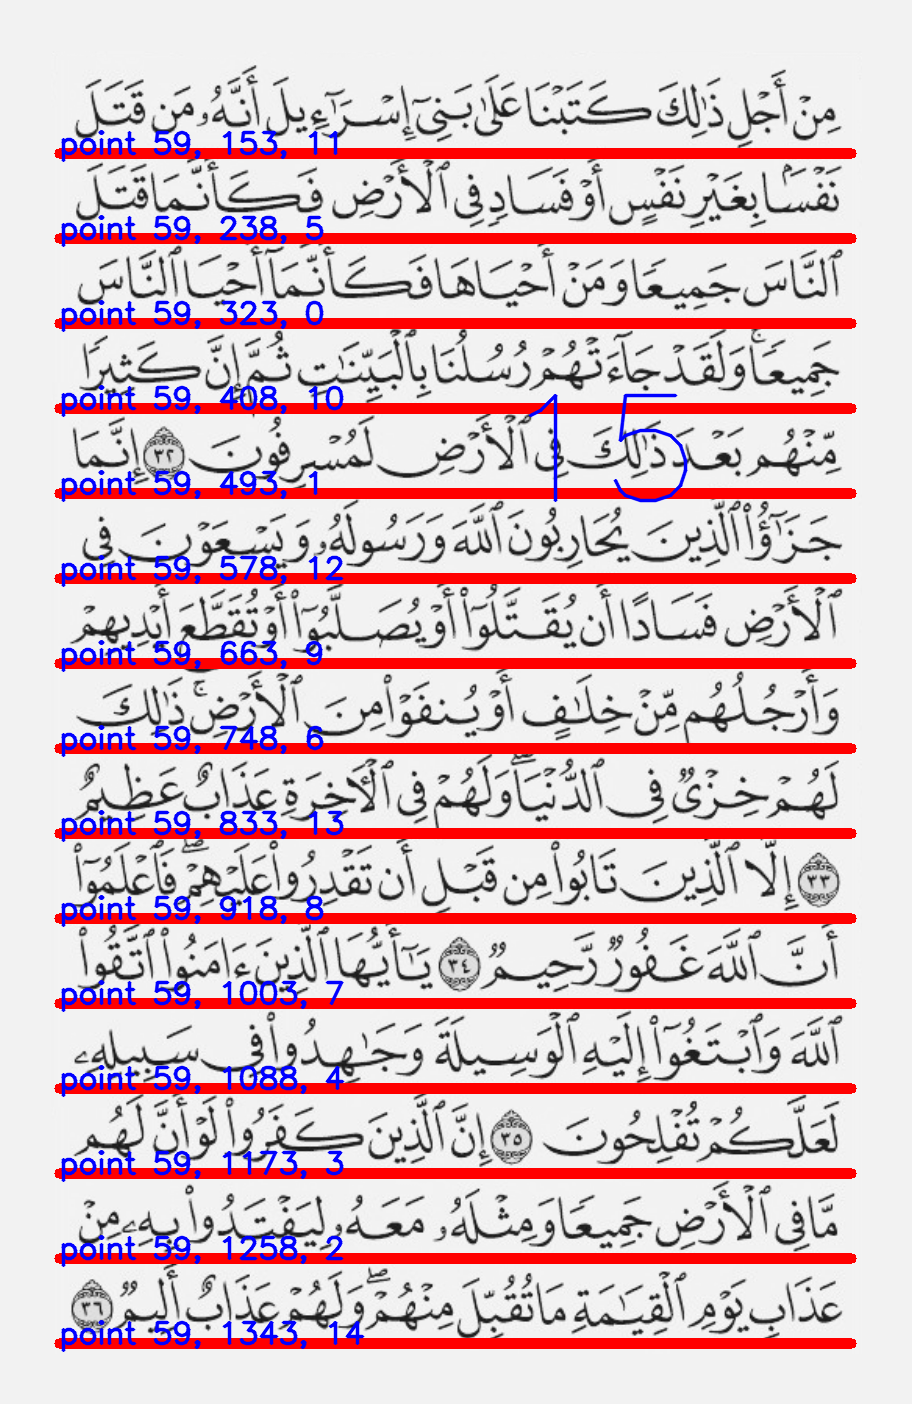 مِنْ أَجْلِ ذَٰلِكَ كَتَبْنَا عَلَىٰ بَنِىٓ إِسْرَٰٓءِيلَ أَنَّهُۥ مَن قَتَلَ
point 59, 153, 11
نَفْسًۢا بِغَيْرِ نَفْسٍ أَوْ فَسَادٍ فِى ٱلْأَرْضِ فَكَأَنَّمَا قَتَلَ
point 59, 238, 5
ٱلنَّاسَ جَمِيعًا وَمَنْ أَحْيَاهَا فَكَأَنَّمَآ أَحْيَا ٱلنَّاسَ
point 59, 323, 0
جَمِيعًا ۚ وَلَقَدْ جَآءَتْهُمْ رُسُلُنَا بِٱلْبَيِّنَٰتِ ثُمَّ إِنَّ كَثِيرًا
point 59, 408, 10
15
مِّنْهُم بَعْدَ ذَٰلِكَ فِى ٱلْأَرْضِ لَمُسْرِفُونَ ٣٢ إِنَّمَا
point 59, 493, 1
جَزَٰٓؤُا۟ ٱلَّذِينَ يُحَارِبُونَ ٱللَّهَ وَرَسُولَهُۥ وَيَسْعَوْنَ فِى
point 59, 578, 12
ٱلْأَرْضِ فَسَادًا أَن يُقَتَّلُوٓا۟ أَوْ يُصَلَّبُوٓا۟ أَوْ تُقَطَّعَ أَيْدِيهِمْ
point 59, 663, 9
وَأَرْجُلُهُم مِّنْ خِلَٰفٍ أَوْ يُنفَوْا۟ مِنَ ٱلْأَرْضِ ۚ ذَٰلِكَ
point 59, 748, 6
لَهُمْ خِزْىٌ فِى ٱلدُّنْيَا ۖ وَلَهُمْ فِى ٱلْءَاخِرَةِ عَذَابٌ عَظِيمٌ
point 59, 833, 13
٣٣ إِلَّا ٱلَّذِينَ تَابُوا۟ مِن قَبْلِ أَن تَقْدِرُوا۟ عَلَيْهِمْ ۖ فَٱعْلَمُوٓا۟
point 59, 918, 8
أَنَّ ٱللَّهَ غَفُورٌ رَّحِيمٌ ٣٤ يَٰٓأَيُّهَا ٱلَّذِينَ ءَامَنُوا۟ ٱتَّقُوا۟
point 59, 1003, 7
ٱللَّهَ وَٱبْتَغُوٓا۟ إِلَيْهِ ٱلْوَسِيلَةَ وَجَٰهِدُوا۟ فِى سَبِيلِهِۦ
point 59, 1088, 4
لَعَلَّكُمْ تُفْلِحُونَ ٣٥ إِنَّ ٱلَّذِينَ كَفَرُوا۟ لَوْ أَنَّ لَهُم
point 59, 1173, 3
مَّا فِى ٱلْأَرْضِ جَمِيعًا وَمِثْلَهُۥ مَعَهُۥ لِيَفْتَدُوا۟ بِهِۦ مِنْ
point 59, 1258, 2
عَذَابِ يَوْمِ ٱلْقِيَٰمَةِ مَا تُقُبِّلَ مِنْهُمْ ۖ وَلَهُمْ عَذَابٌ أَلِيمٌ ٣٦
point 59, 1343, 14